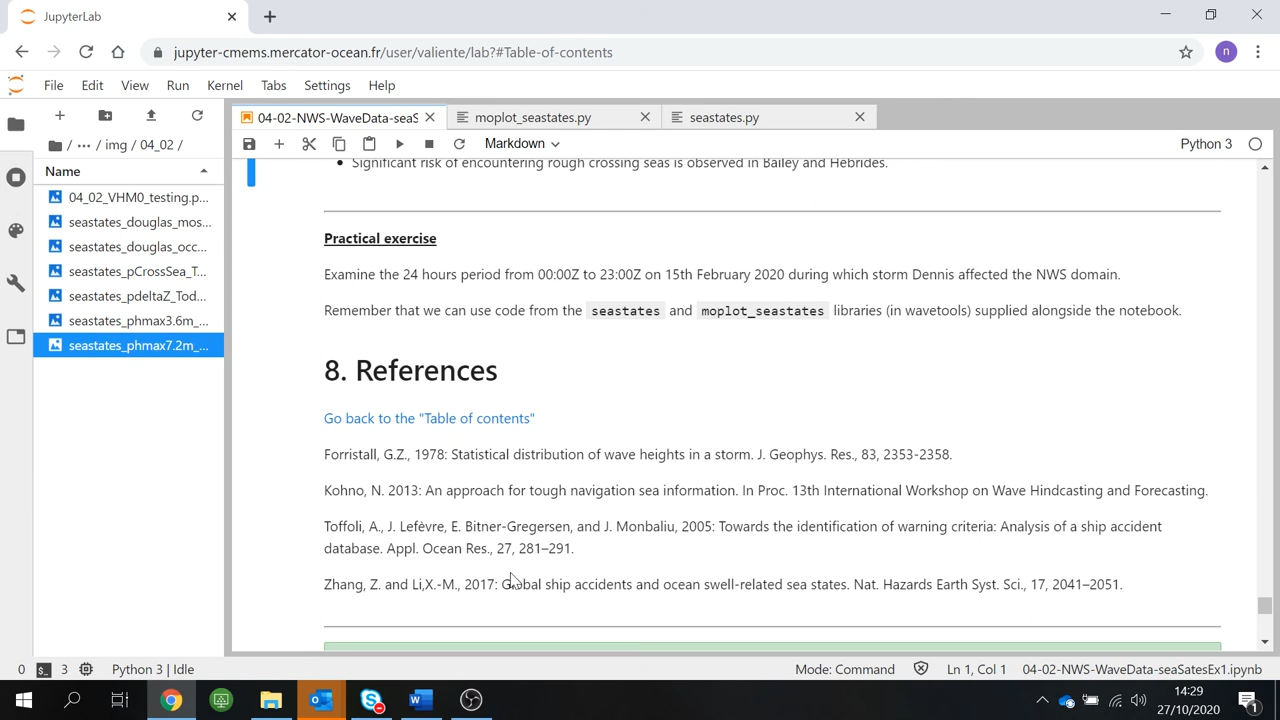 JupyterLab
jupyter-cmems.mercator-ocean.fr/user/valiente/lab?#Table-of-contents
n
File Edit View Run Kernel Tabs Settings Help
04-02-NWS-WaveData-seaS
moplot_seastates.py
seastates.py
/ ··· / img / 04_02 /
Markdown
Python 3
Name
04_02_VHM0_testing.p...
seastates_douglas_mos...
seastates_douglas_occ...
seastates_pCrossSea_T...
seastates_pdeltaZ_Tod...
seastates_phmax3.6m_...
seastates_phmax7.2m_...
Significant risk of encountering rough crossing seas is observed in Bailey and Hebrides.
Practical exercise
Examine the 24 hours period from 00:00Z to 23:00Z on 15th February 2020 during which storm Dennis affected the NWS domain.
Remember that we can use code from the seastates and moplot_seastates libraries (in wavetools) supplied alongside the notebook.
8. References
Go back to the "Table of contents"
Forristall, G.Z., 1978: Statistical distribution of wave heights in a storm. J. Geophys. Res., 83, 2353-2358.
Kohno, N. 2013: An approach for tough navigation sea information. In Proc. 13th International Workshop on Wave Hindcasting and Forecasting.
Toffoli, A., J. Lefèvre, E. Bitner-Gregersen, and J. Monbaliu, 2005: Towards the identification of warning criteria: Analysis of a ship accident
database. Appl. Ocean Res., 27, 281–291.
Zhang, Z. and Li,X.-M., 2017: Global ship accidents and ocean swell-related sea states. Nat. Hazards Earth Syst. Sci., 17, 2041–2051.
0 3 Python 3 | Idle
Mode: Command
Ln 1, Col 1
04-02-NWS-WaveData-seaSatesEx1.ipynb
14:29
27/10/2020
1